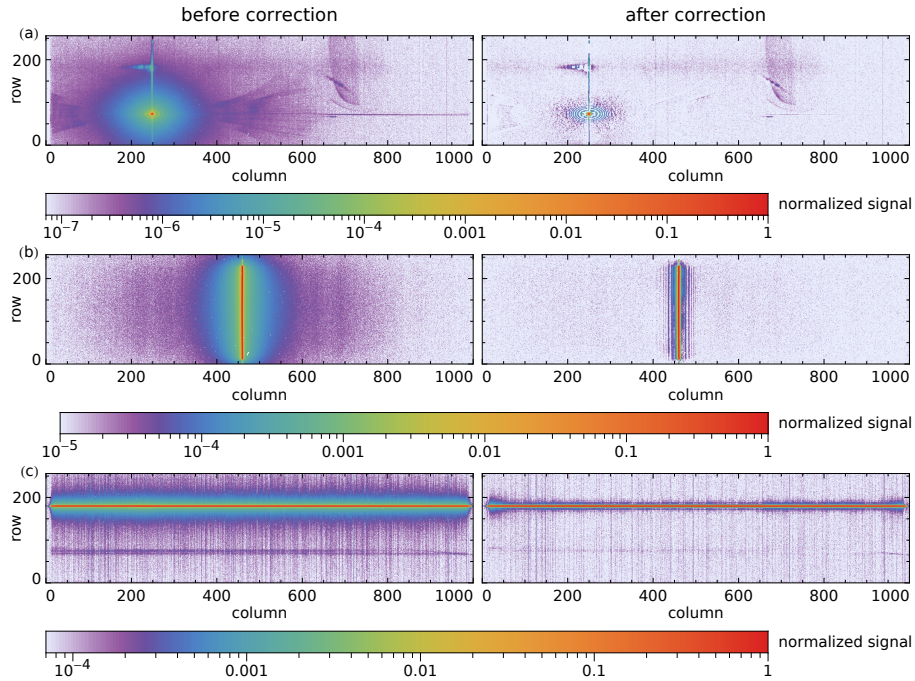 before correction after correction
(a)
row
200
0
0 200 400 600 800 1000 0 200 400 600 800 1000
column column
10⁻⁷ 10⁻⁶ 10⁻⁵ 10⁻⁴ 0.001 0.01 0.1 1 normalized signal
(b)
row
200
0
0 200 400 600 800 1000 0 200 400 600 800 1000
column column
10⁻⁵ 10⁻⁴ 0.001 0.01 0.1 1 normalized signal
(c)
row
200
0
0 200 400 600 800 1000 0 200 400 600 800 1000
column column
10⁻⁴ 0.001 0.01 0.1 1 normalized signal